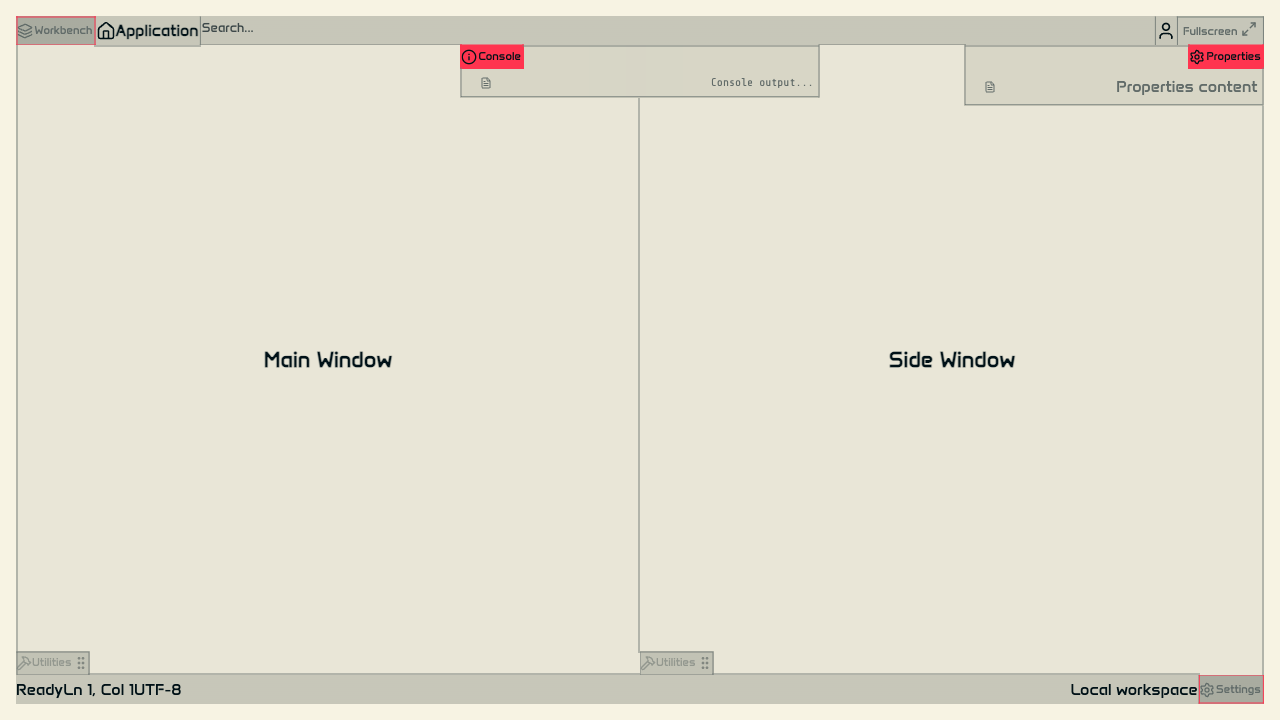 Workbench Application Search... Fullscreen
Console Properties
Console output... Properties content
Main Window Side Window
Utilities Utilities
ReadyLn 1, Col 1UTF-8 Local workspace Settings